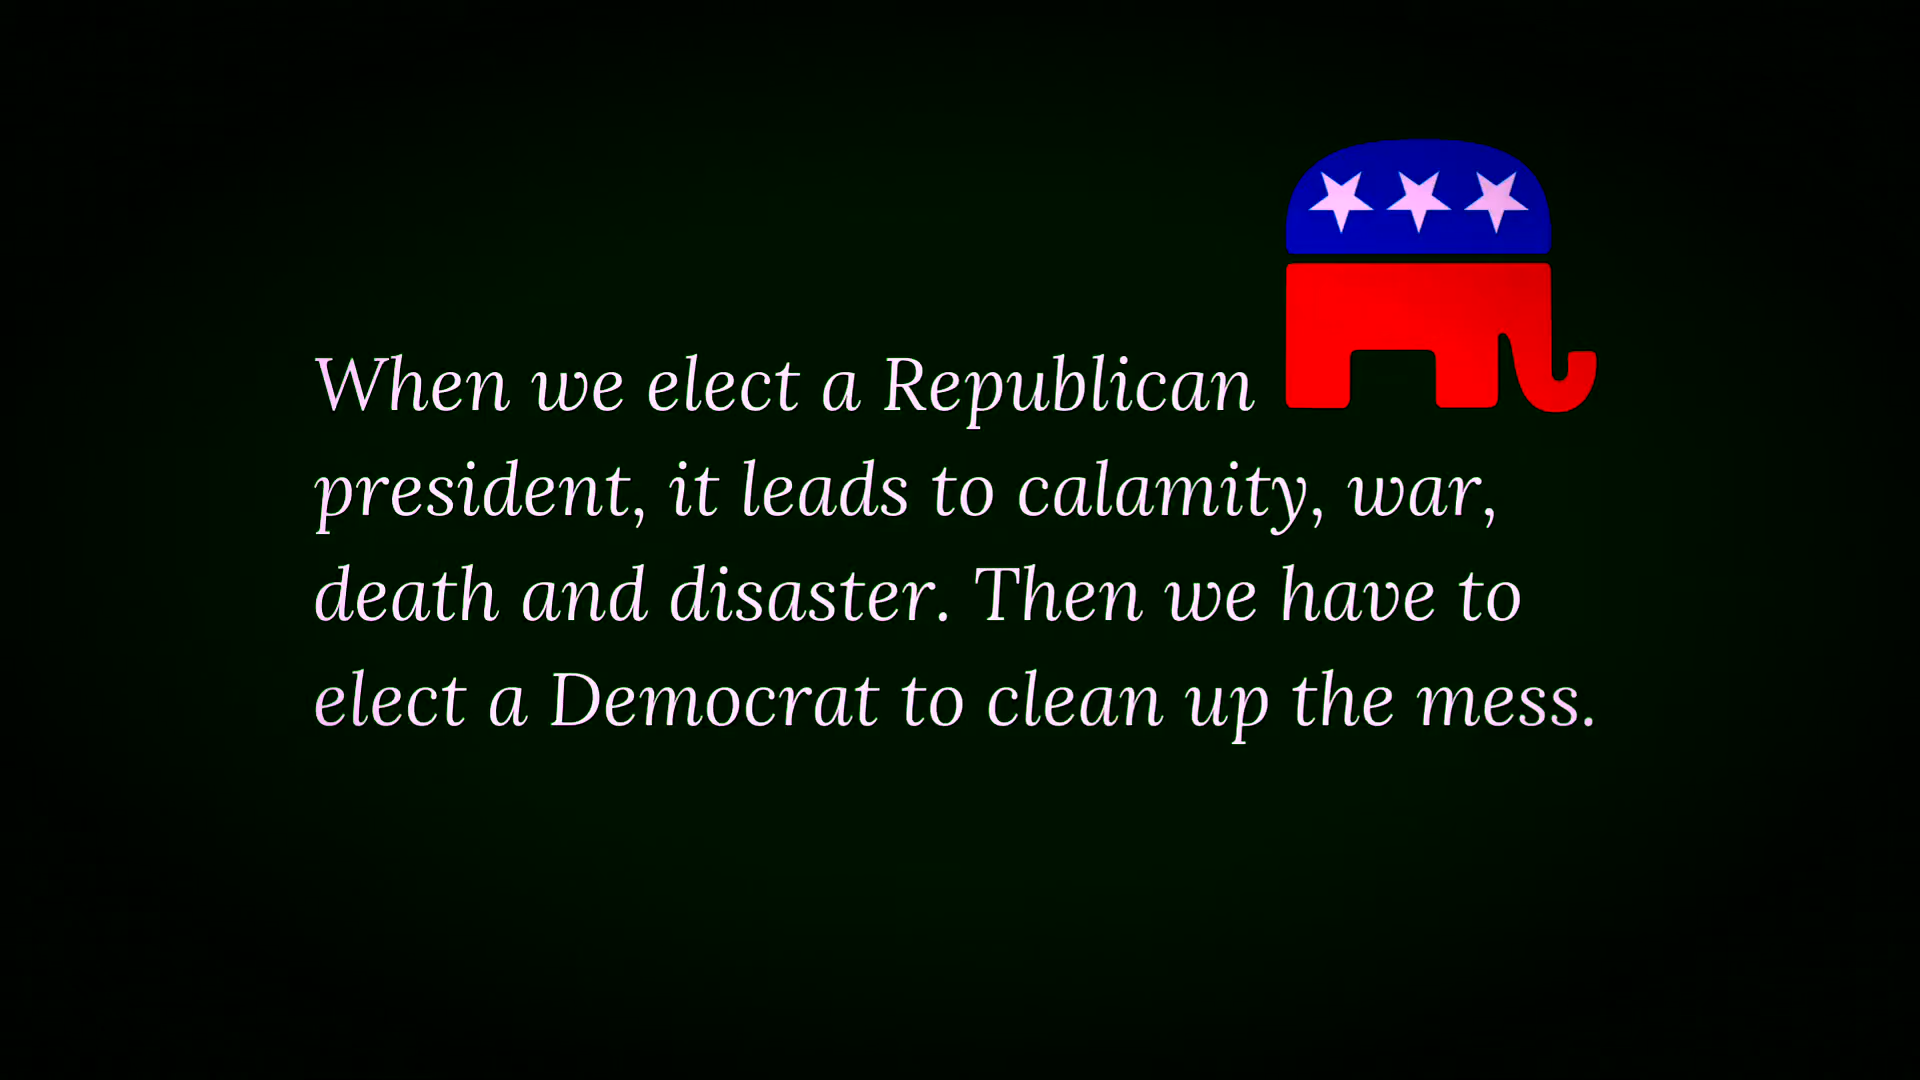 When we elect a Republican
president, it leads to calamity, war,
death and disaster. Then we have to
elect a Democrat to clean up the mess.